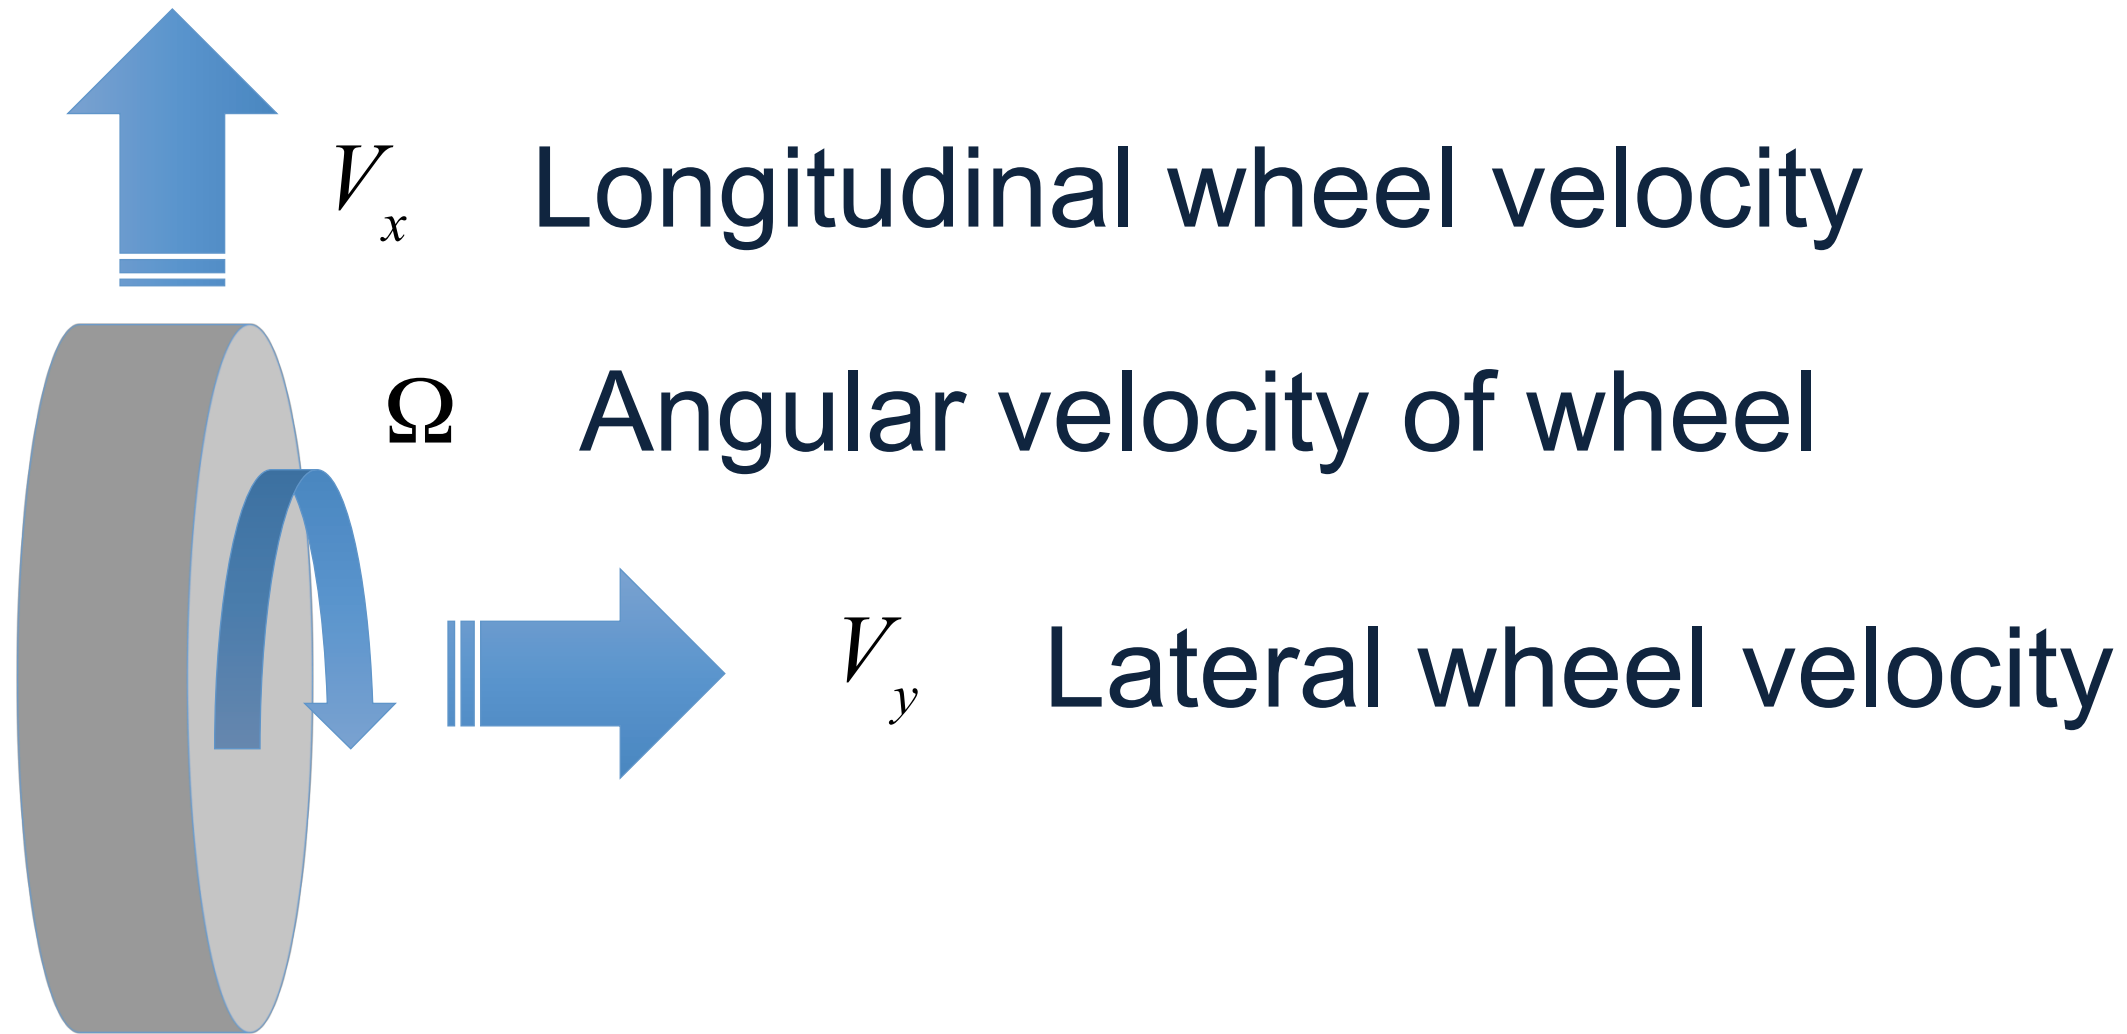 Vx Longitudinal wheel velocity
Ω Angular velocity of wheel
Vy Lateral wheel velocity